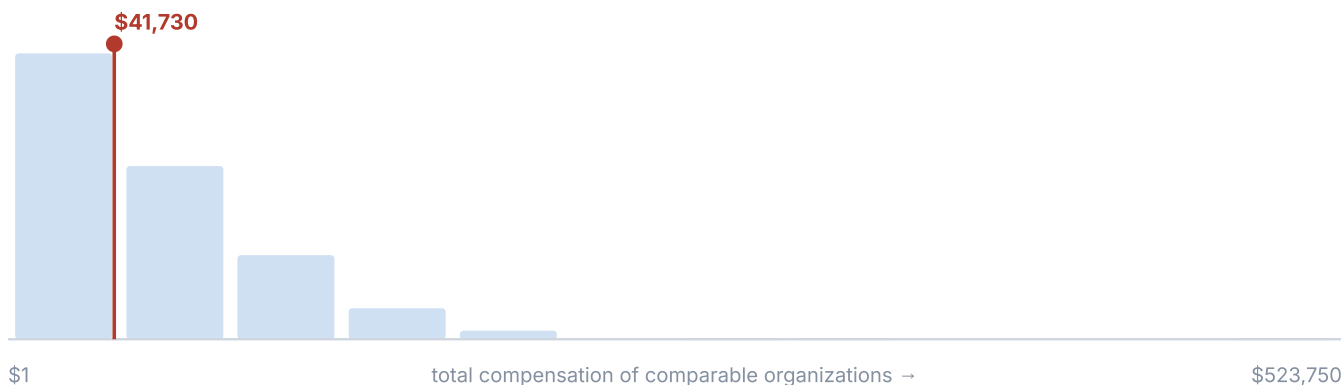 $41,730
$1 total compensation of comparable organizations → $523,750